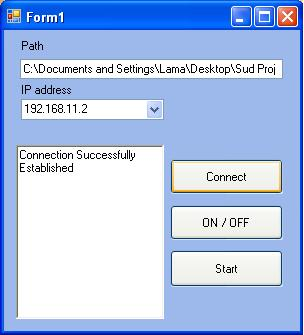 Form1
Path
C:\Documents and Settings\Lama\Desktop\Sud Proj
IP address
192.168.11.2
Connection Successfully
Established
Connect
ON / OFF
Start